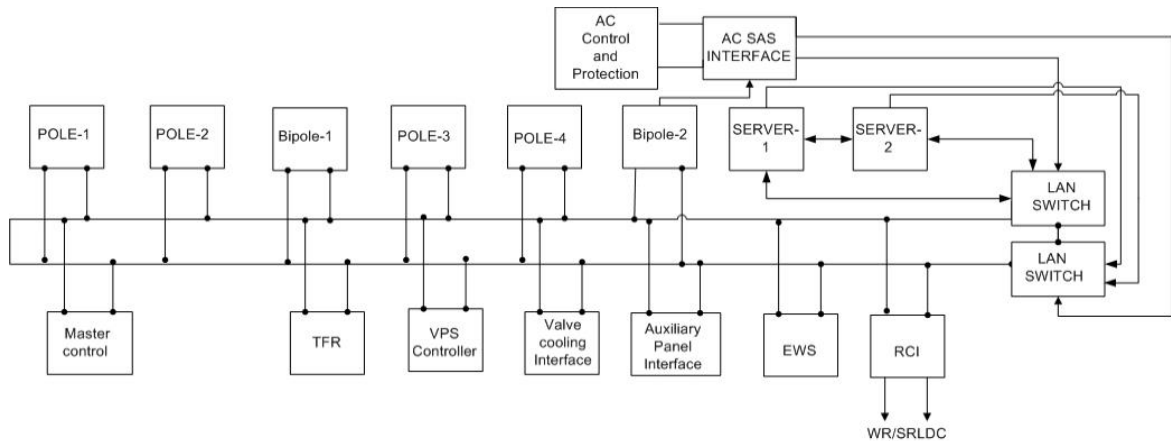 AC
Control
and
Protection
AC SAS
INTERFACE
POLE-1
POLE-2
Bipole-1
POLE-3
POLE-4
Bipole-2
SERVER-
1
SERVER-
2
LAN
SWITCH
LAN
SWITCH
Master
control
TFR
VPS
Controller
Valve
cooling
Interface
Auxiliary
Panel
Interface
EWS
RCI
WR/SRLDC